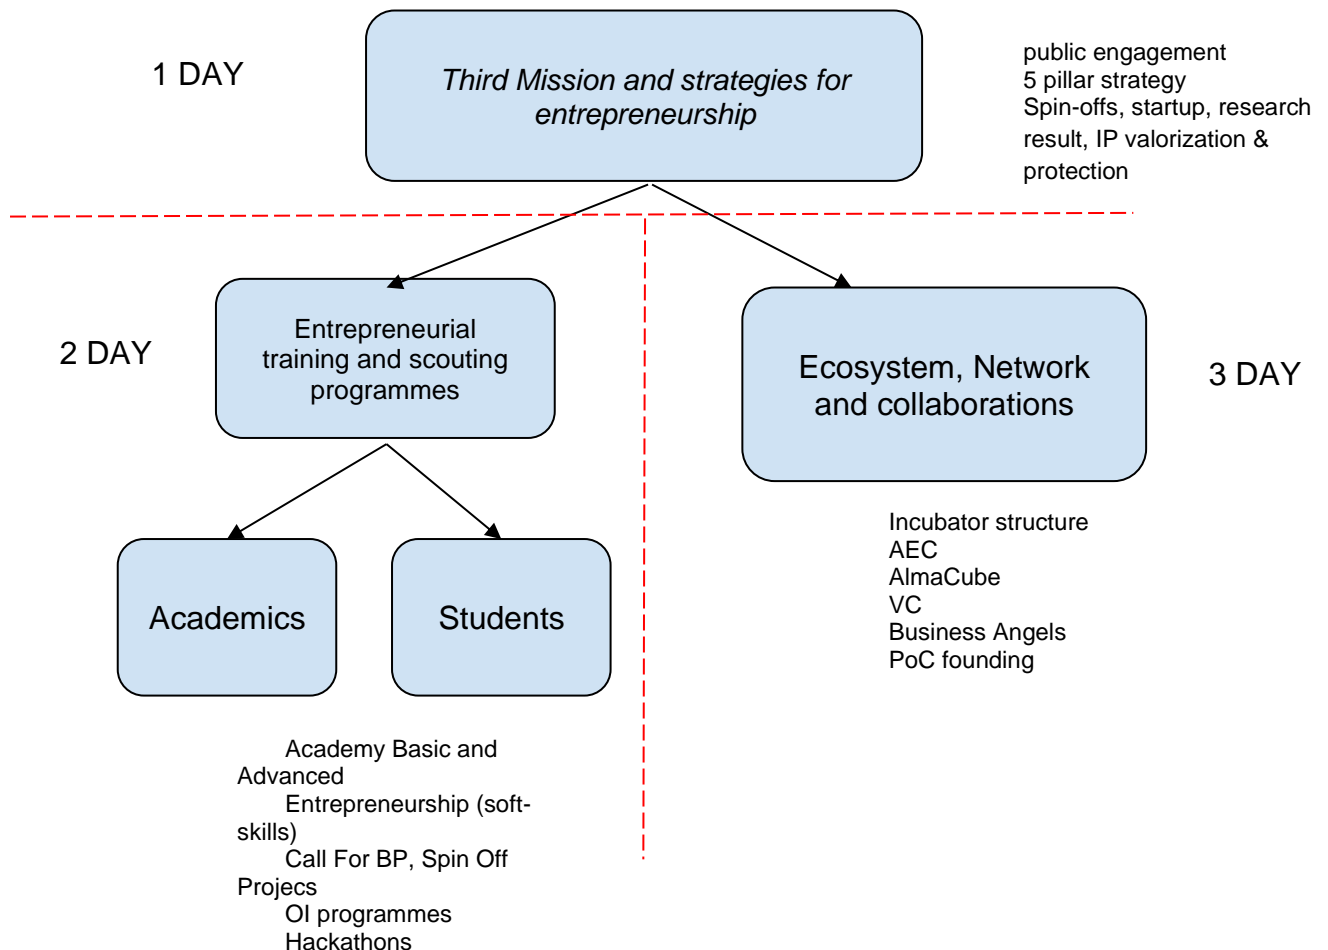 1 DAY
Third Mission and strategies for
entrepreneurship
public engagement
5 pillar strategy
Spin-offs, startup, research
result, IP valorization &
protection
2 DAY
Entrepreneurial
training and scouting
programmes
Ecosystem, Network
and collaborations
3 DAY
Academics
Students
Incubator structure
AEC
AlmaCube
VC
Business Angels
PoC founding
Academy Basic and
Advanced
Entrepreneurship (soft-
skills)
Call For BP, Spin Off
Projecs
OI programmes
Hackathons